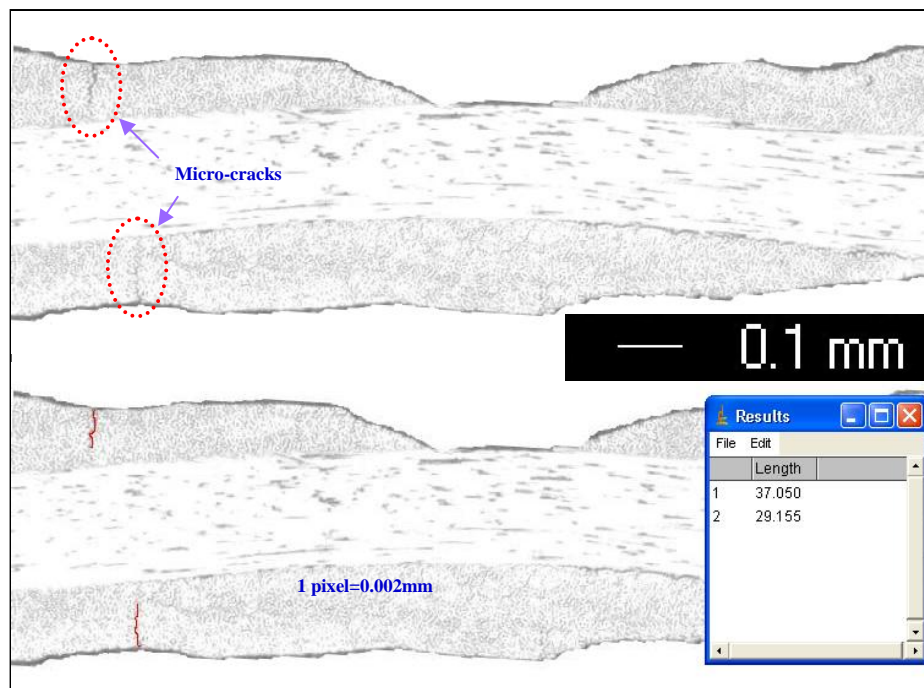 Micro-cracks
0.1 mm
Results
File Edit
Length
1 37.050
2 29.155
1 pixel=0.002mm